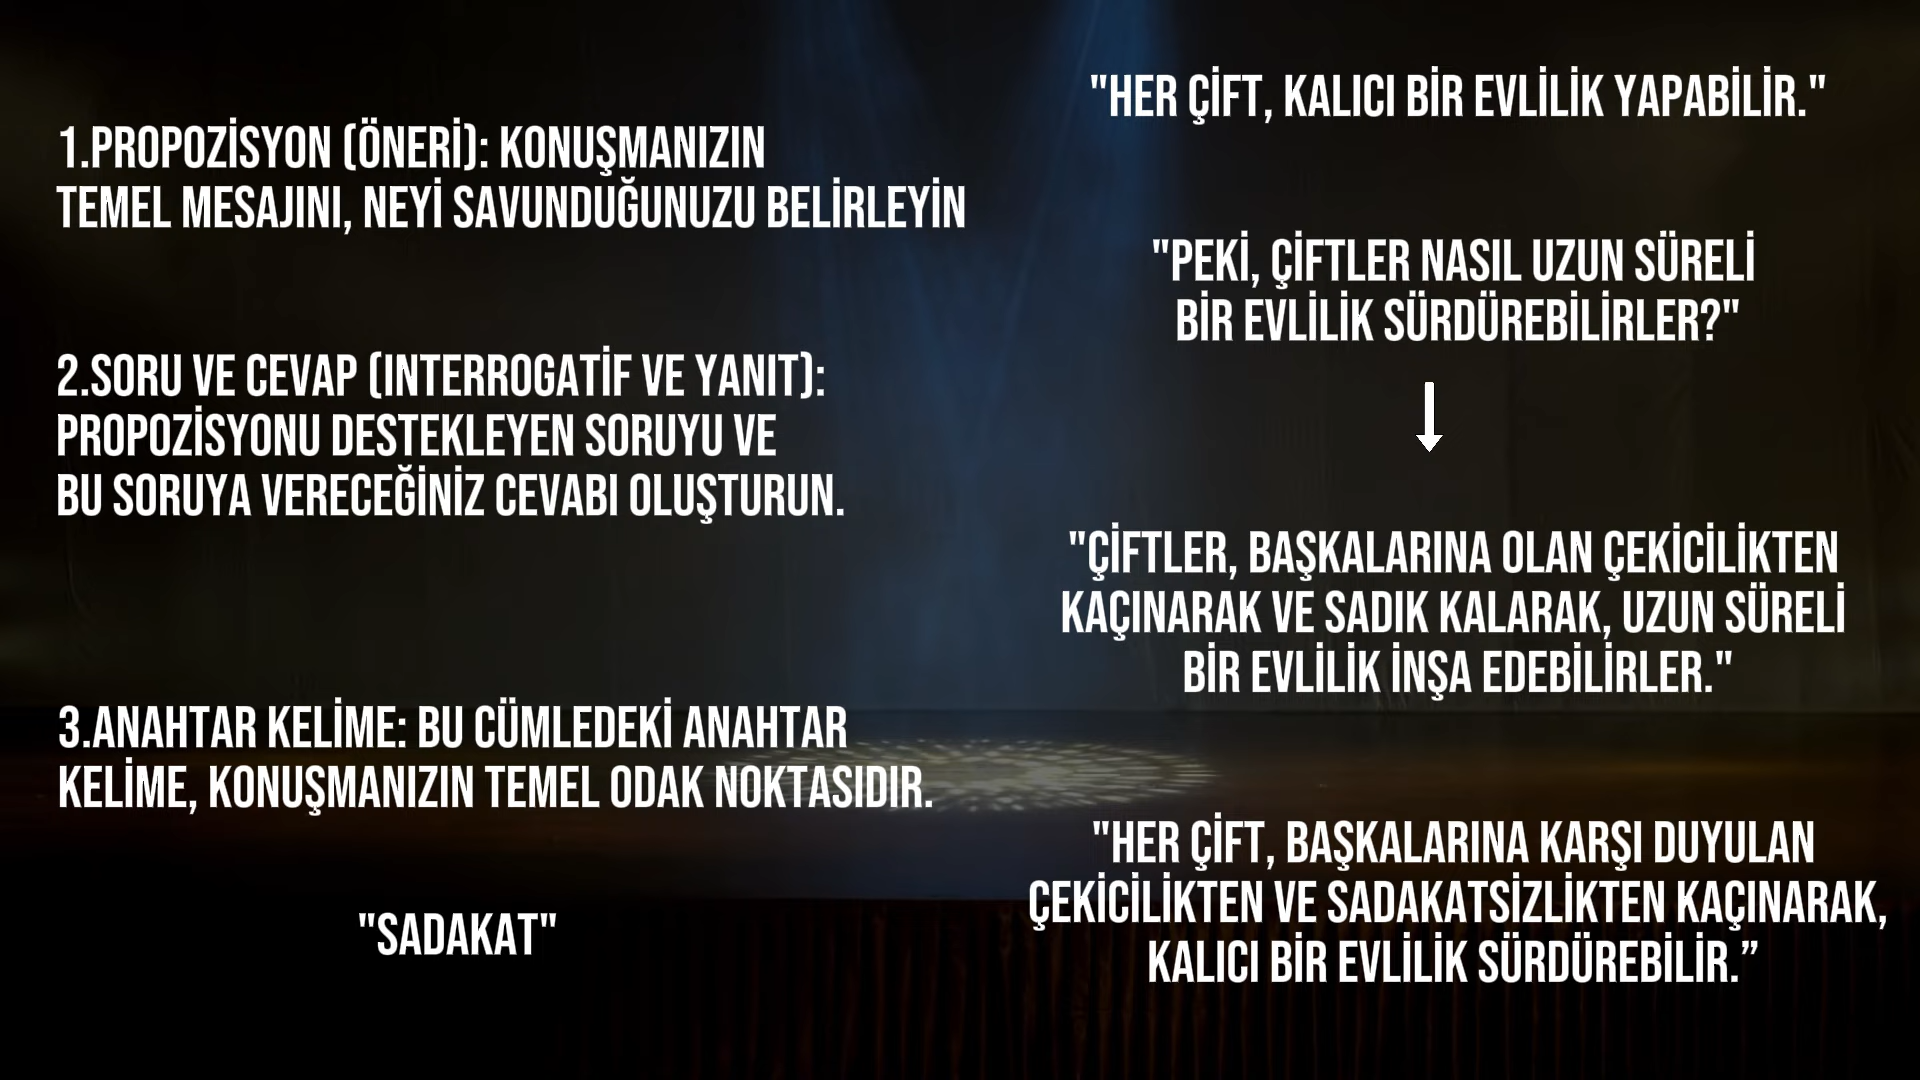 1.PROPOZİSYON (ÖNERİ): KONUŞMANIZIN
TEMEL MESAJINI, NEYİ SAVUNDUĞUNUZU BELİRLEYİN
2.SORU VE CEVAP (INTERROGATİF VE YANIT):
PROPOZİSYONU DESTEKLEYEN SORUYU VE
BU SORUYA VERECEĞİNİZ CEVABI OLUŞTURUN.
3.ANAHTAR KELİME: BU CÜMLEDEKİ ANAHTAR
KELİME, KONUŞMANIZIN TEMEL ODAK NOKTASIDIR.
"SADAKAT"
"HER ÇİFT, KALICI BİR EVLİLİK YAPABİLİR."
"PEKİ, ÇİFTLER NASIL UZUN SÜRELİ
BİR EVLİLİK SÜRDÜREBİLİRLER?"
"ÇİFTLER, BAŞKALARINA OLAN ÇEKİCİLİKTEN
KAÇINARAK VE SADIK KALARAK, UZUN SÜRELİ
BİR EVLİLİK İNŞA EDEBİLİRLER."
"HER ÇİFT, BAŞKALARINA KARŞI DUYULAN
ÇEKİCİLİKTEN VE SADAKATSİZLİKTEN KAÇINARAK,
KALICI BİR EVLİLİK SÜRDÜREBİLİR.”